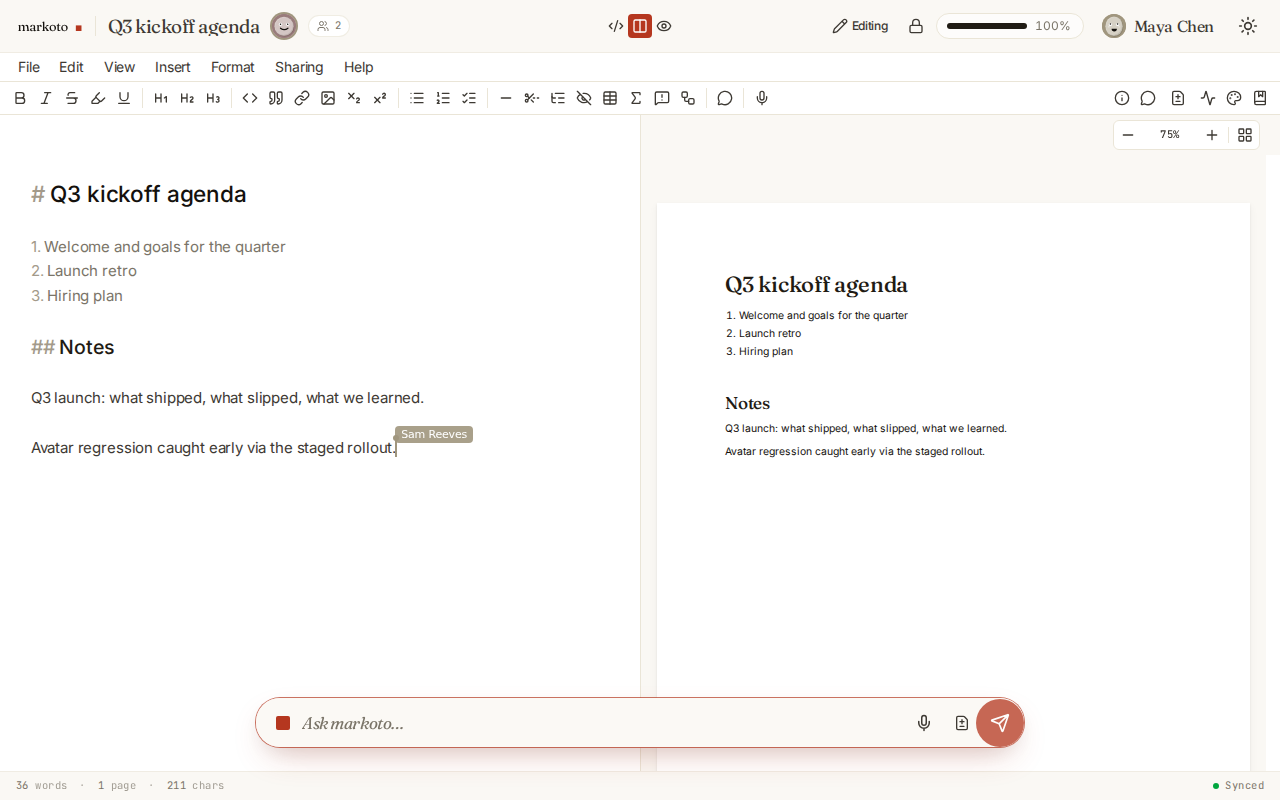 markoto
Q3 kickoff agenda
2
Editing
100%
Maya Chen
File Edit View Insert Format Sharing Help
B I S U H1 H2 H3 x2 x2
75%
# Q3 kickoff agenda
1. Welcome and goals for the quarter
2. Launch retro
3. Hiring plan
## Notes
Q3 launch: what shipped, what slipped, what we learned.
Sam Reeves
Avatar regression caught early via the staged rollout.
Q3 kickoff agenda
1. Welcome and goals for the quarter
2. Launch retro
3. Hiring plan
Notes
Q3 launch: what shipped, what slipped, what we learned.
Avatar regression caught early via the staged rollout.
Ask markoto...
36 words · 1 page · 211 chars
Synced